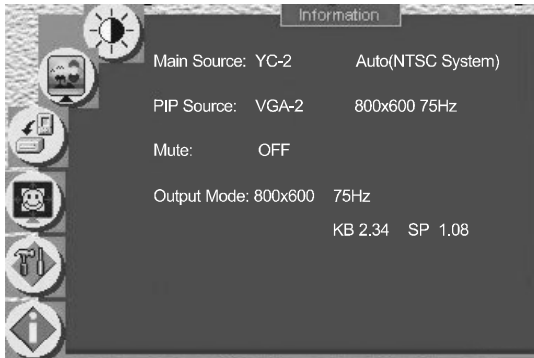 Information
Main Source: YC-2 Auto(NTSC System)
PIP Source: VGA-2 800x600 75Hz
Mute: OFF
Output Mode: 800x600 75Hz
KB 2.34 SP 1.08